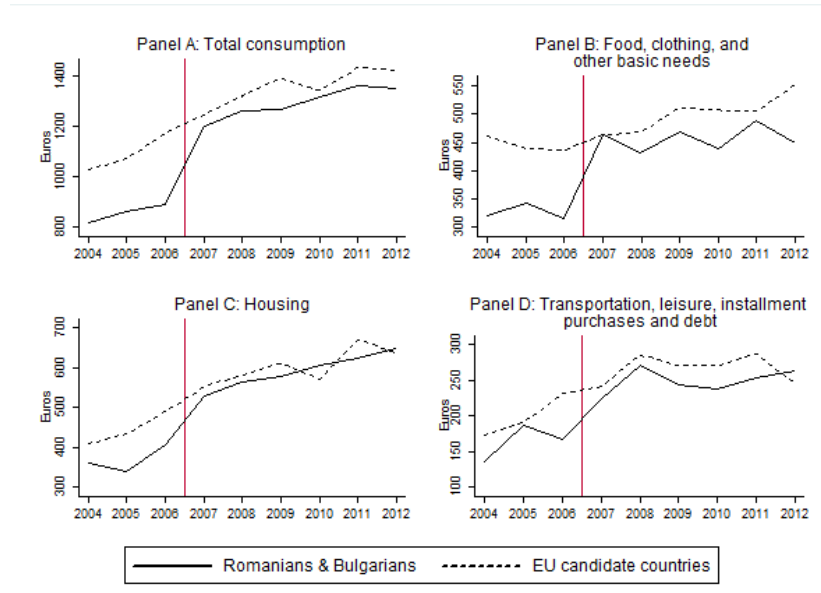 Panel A: Total consumption
Euros
1400
1200
1000
800
2004 2005 2006 2007 2008 2009 2010 2011 2012
Panel B: Food, clothing, and
other basic needs
Euros
550
500
450
400
350
300
2004 2005 2006 2007 2008 2009 2010 2011 2012
Panel C: Housing
Euros
700
600
500
400
300
2004 2005 2006 2007 2008 2009 2010 2011 2012
Panel D: Transportation, leisure, installment
purchases and debt
Euros
300
250
200
150
100
2004 2005 2006 2007 2008 2009 2010 2011 2012
Romanians & Bulgarians
EU candidate countries